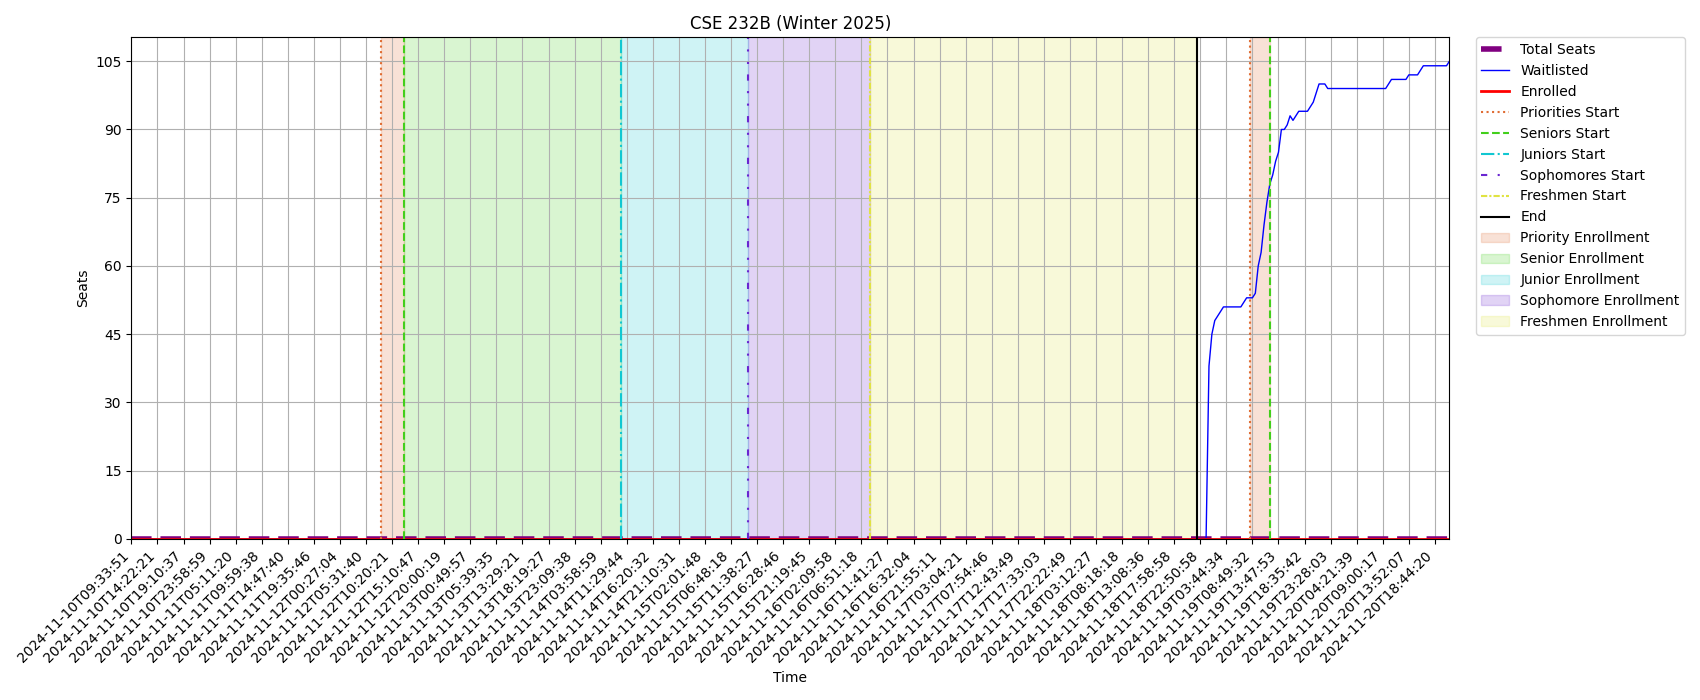 CSE 232B (Winter 2025)
105
90
75
60
45
30
15
0
Seats
2024-11-10T09:33:51
2024-11-10T14:22:21
2024-11-10T19:10:37
2024-11-10T23:58:59
2024-11-11T05:11:20
2024-11-11T09:59:38
2024-11-11T14:47:40
2024-11-11T19:35:46
2024-11-12T00:27:04
2024-11-12T05:31:40
2024-11-12T10:20:21
2024-11-12T15:10:47
2024-11-12T20:00:19
2024-11-13T00:49:57
2024-11-13T05:39:35
2024-11-13T13:29:21
2024-11-13T18:19:27
2024-11-13T23:09:38
2024-11-14T03:58:59
2024-11-14T11:29:44
2024-11-14T16:20:32
2024-11-14T21:10:31
2024-11-15T02:01:48
2024-11-15T06:48:18
2024-11-15T11:38:27
2024-11-15T16:28:46
2024-11-15T21:19:45
2024-11-16T02:09:58
2024-11-16T06:51:18
2024-11-16T11:41:27
2024-11-16T16:32:04
2024-11-16T21:55:11
2024-11-17T03:04:21
2024-11-17T07:54:46
2024-11-17T12:43:49
2024-11-17T17:33:03
2024-11-17T22:22:49
2024-11-18T03:12:27
2024-11-18T08:18:18
2024-11-18T13:08:36
2024-11-18T17:58:58
2024-11-18T22:50:58
2024-11-19T03:44:34
2024-11-19T08:49:32
2024-11-19T13:47:53
2024-11-19T18:35:42
2024-11-19T23:28:03
2024-11-20T04:21:39
2024-11-20T09:00:17
2024-11-20T13:52:07
2024-11-20T18:44:20
Time
Total Seats
Waitlisted
Enrolled
Priorities Start
Seniors Start
Juniors Start
Sophomores Start
Freshmen Start
End
Priority Enrollment
Senior Enrollment
Junior Enrollment
Sophomore Enrollment
Freshmen Enrollment